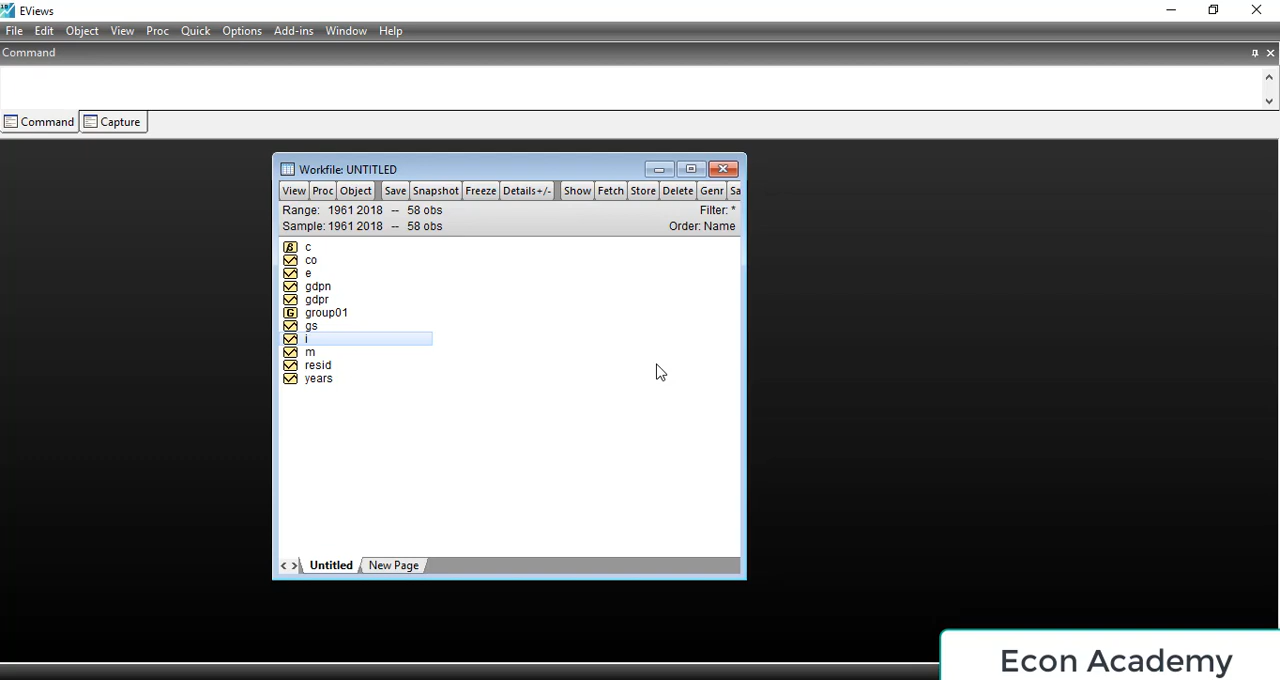 EViews
File Edit Object View Proc Quick Options Add-ins Window Help
Command
Command Capture
Workfile: UNTITLED
View Proc Object Save Snapshot Freeze Details+/- Show Fetch Store Delete Genr Sa
Range: 1961 2018 -- 58 obs Filter: *
Sample: 1961 2018 -- 58 obs Order: Name
c
co
e
gdpn
gdpr
group01
gs
i
m
resid
years
Untitled New Page
Econ Academy